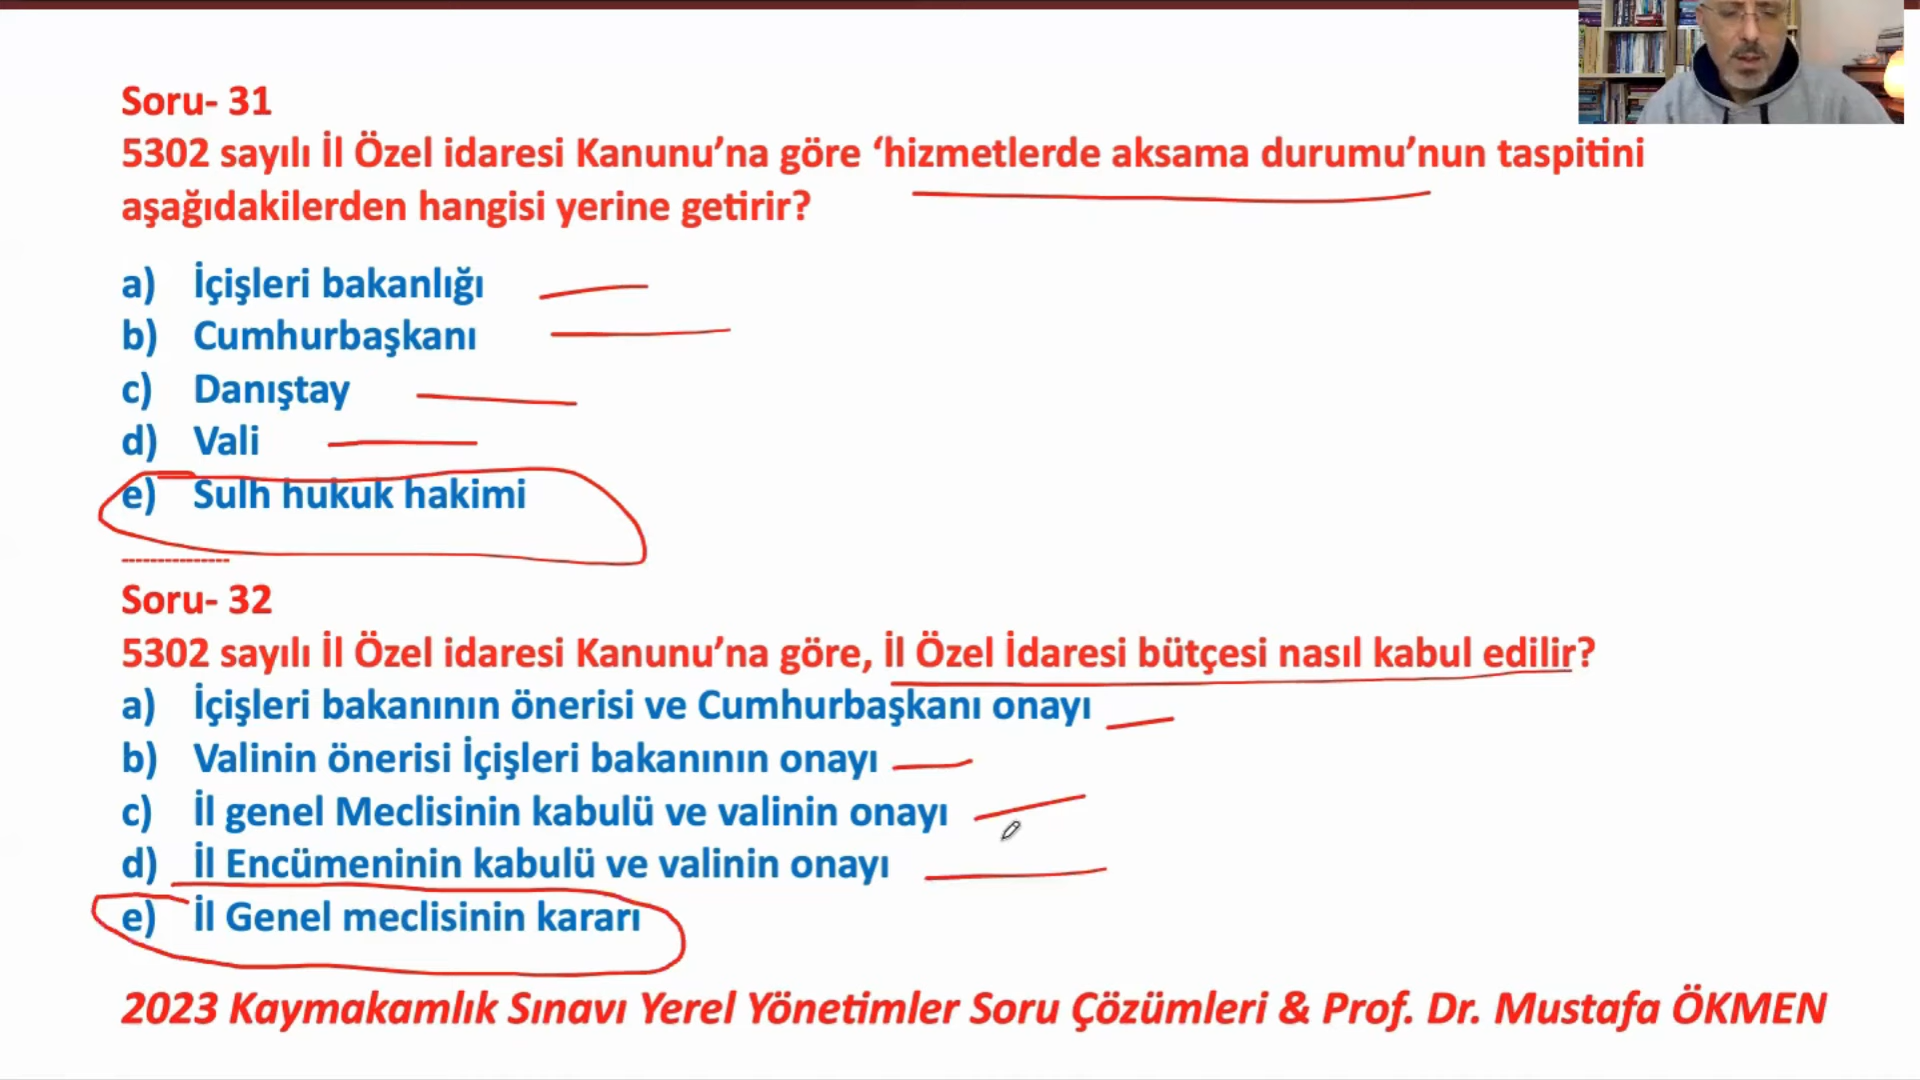 Soru- 31
5302 sayılı İl Özel idaresi Kanunu’na göre ‘hizmetlerde aksama durumu’nun taspitini
aşağıdakilerden hangisi yerine getirir?
a) İçişleri bakanlığı
b) Cumhurbaşkanı
c) Danıştay
d) Vali
e) Sulh hukuk hakimi
---------------
Soru- 32
5302 sayılı İl Özel idaresi Kanunu’na göre, İl Özel İdaresi bütçesi nasıl kabul edilir?
a) İçişleri bakanının önerisi ve Cumhurbaşkanı onayı
b) Valinin önerisi İçişleri bakanının onayı
c) İl genel Meclisinin kabulü ve valinin onayı
d) İl Encümeninin kabulü ve valinin onayı
e) İl Genel meclisinin kararı
2023 Kaymakamlık Sınavı Yerel Yönetimler Soru Çözümleri & Prof. Dr. Mustafa ÖKMEN